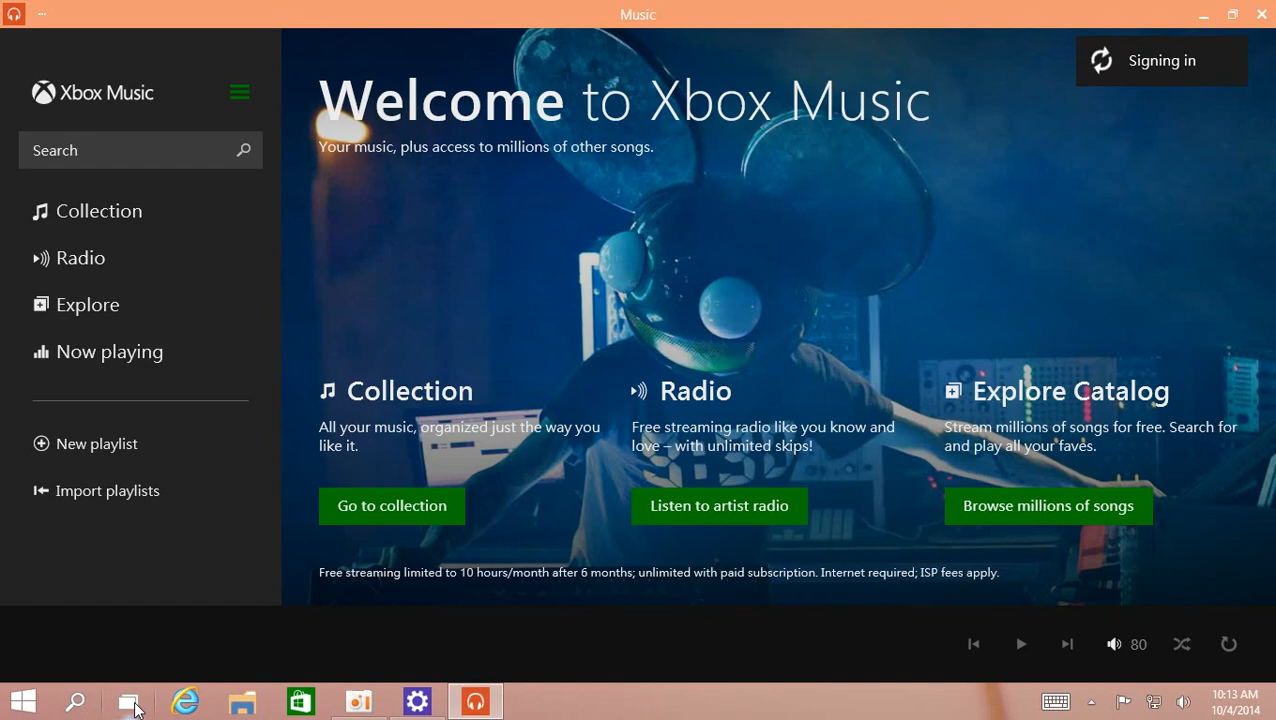 Music
Xbox Music
Search
Collection
Radio
Explore
Now playing
New playlist
Import playlists
Signing in
Welcome to Xbox Music
Your music, plus access to millions of other songs.
Collection
All your music, organized just the way you
like it.
Go to collection
Radio
Free streaming radio like you know and
love – with unlimited skips!
Listen to artist radio
Explore Catalog
Stream millions of songs for free. Search for
and play all your faves.
Browse millions of songs
Free streaming limited to 10 hours/month after 6 months; unlimited with paid subscription. Internet required; ISP fees apply.
80
10:13 AM
10/4/2014